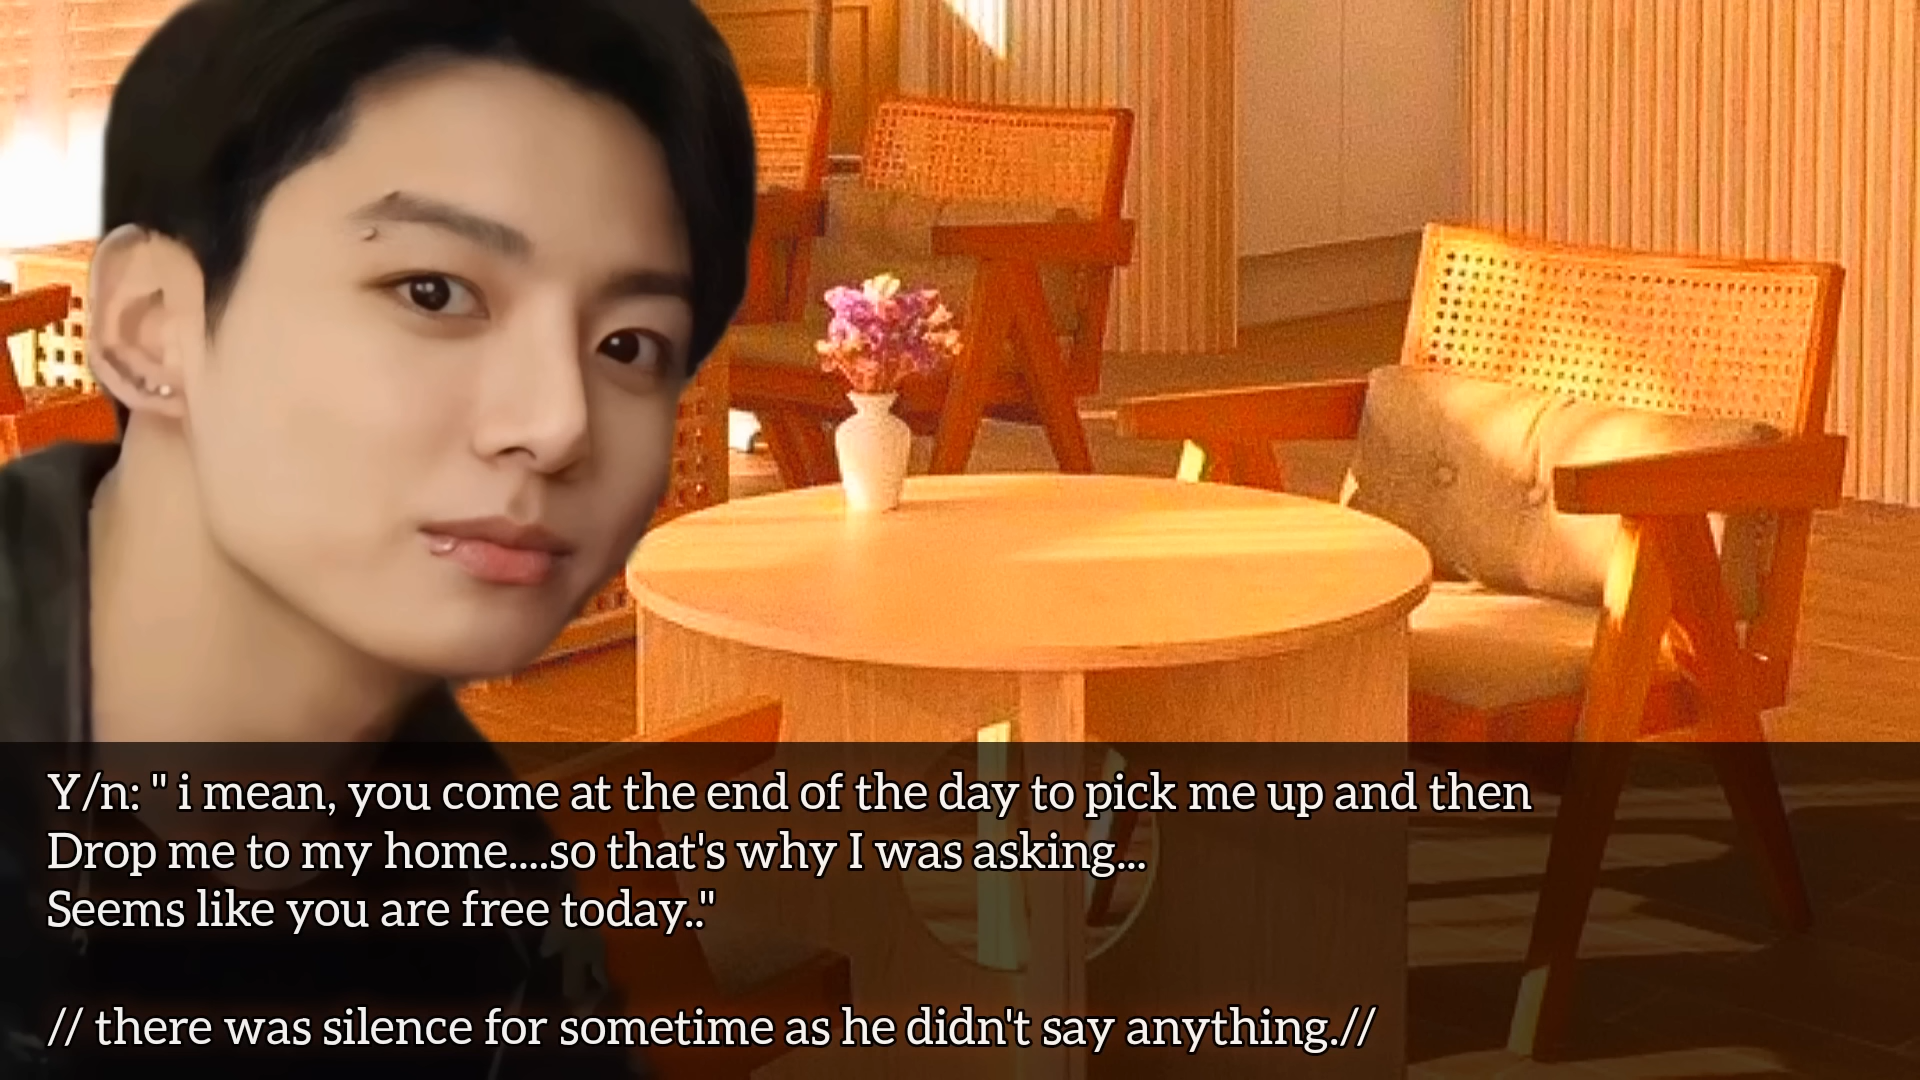 Y/n: " i mean, you come at the end of the day to pick me up and then
Drop me to my home....so that's why I was asking...
Seems like you are free today.."
// there was silence for sometime as he didn't say anything.//